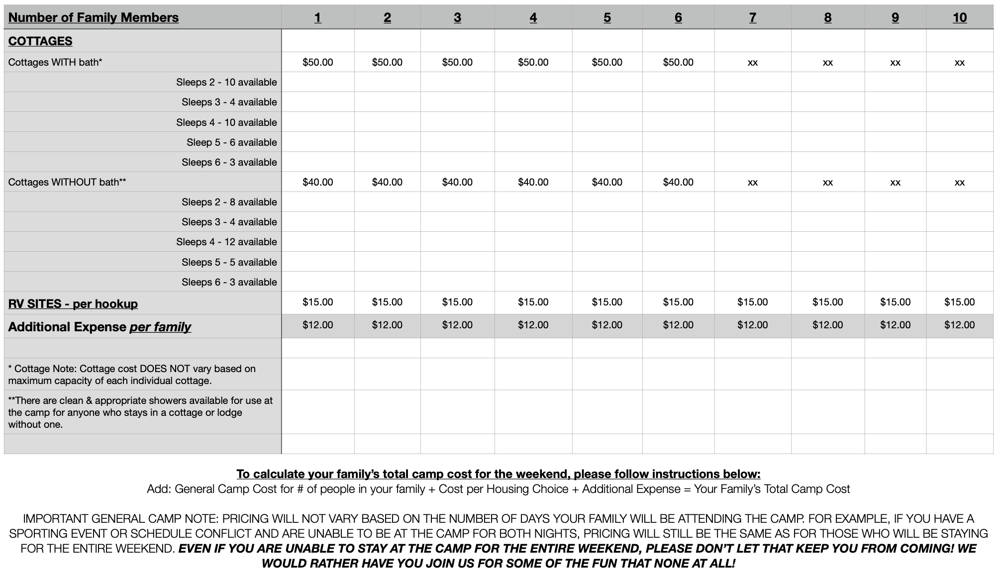 Number of Family Members 1 2 3 4 5 6 7 8 9 10
COTTAGES
Cottages WITH bath* $50.00 $50.00 $50.00 $50.00 $50.00 $50.00 xx xx xx xx
Sleeps 2 - 10 available
Sleeps 3 - 4 available
Sleeps 4 - 10 available
Sleep 5 - 6 available
Sleeps 6 - 3 available
Cottages WITHOUT bath** $40.00 $40.00 $40.00 $40.00 $40.00 $40.00 xx xx xx xx
Sleeps 2 - 8 available
Sleeps 3 - 4 available
Sleeps 4 - 12 available
Sleeps 5 - 5 available
Sleeps 6 - 3 available
RV SITES - per hookup $15.00 $15.00 $15.00 $15.00 $15.00 $15.00 $15.00 $15.00 $15.00 $15.00
Additional Expense per family $12.00 $12.00 $12.00 $12.00 $12.00 $12.00 $12.00 $12.00 $12.00 $12.00
* Cottage Note: Cottage cost DOES NOT vary based on
maximum capacity of each individual cottage.
**There are clean & appropriate showers available for use at
the camp for anyone who stays in a cottage or lodge
without one.
To calculate your family's total camp cost for the weekend, please follow instructions below:
Add: General Camp Cost for # of people in your family + Cost per Housing Choice + Additional Expense = Your Family's Total Camp Cost
IMPORTANT GENERAL CAMP NOTE: PRICING WILL NOT VARY BASED ON THE NUMBER OF DAYS YOUR FAMILY WILL BE ATTENDING THE CAMP. FOR EXAMPLE, IF YOU HAVE A
SPORTING EVENT OR SCHEDULE CONFLICT AND ARE UNABLE TO BE AT THE CAMP FOR BOTH NIGHTS, PRICING WILL STILL BE THE SAME AS FOR THOSE WHO WILL BE STAYING
FOR THE ENTIRE WEEKEND. EVEN IF YOU ARE UNABLE TO STAY AT THE CAMP FOR THE ENTIRE WEEKEND, PLEASE DON'T LET THAT KEEP YOU FROM COMING! WE
WOULD RATHER HAVE YOU JOIN US FOR SOME OF THE FUN THAT NONE AT ALL!